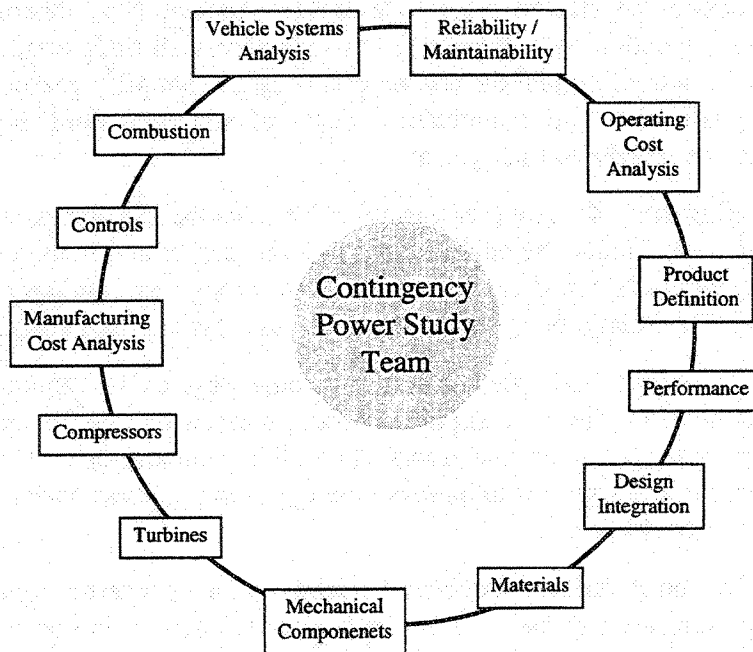 Vehicle Systems
Analysis
Reliability /
Maintainability
Combustion
Operating
Cost
Analysis
Controls
Product
Definition
Contingency
Power Study
Team
Manufacturing
Cost Analysis
Performance
Compressors
Design
Integration
Turbines
Materials
Mechanical
Componenets